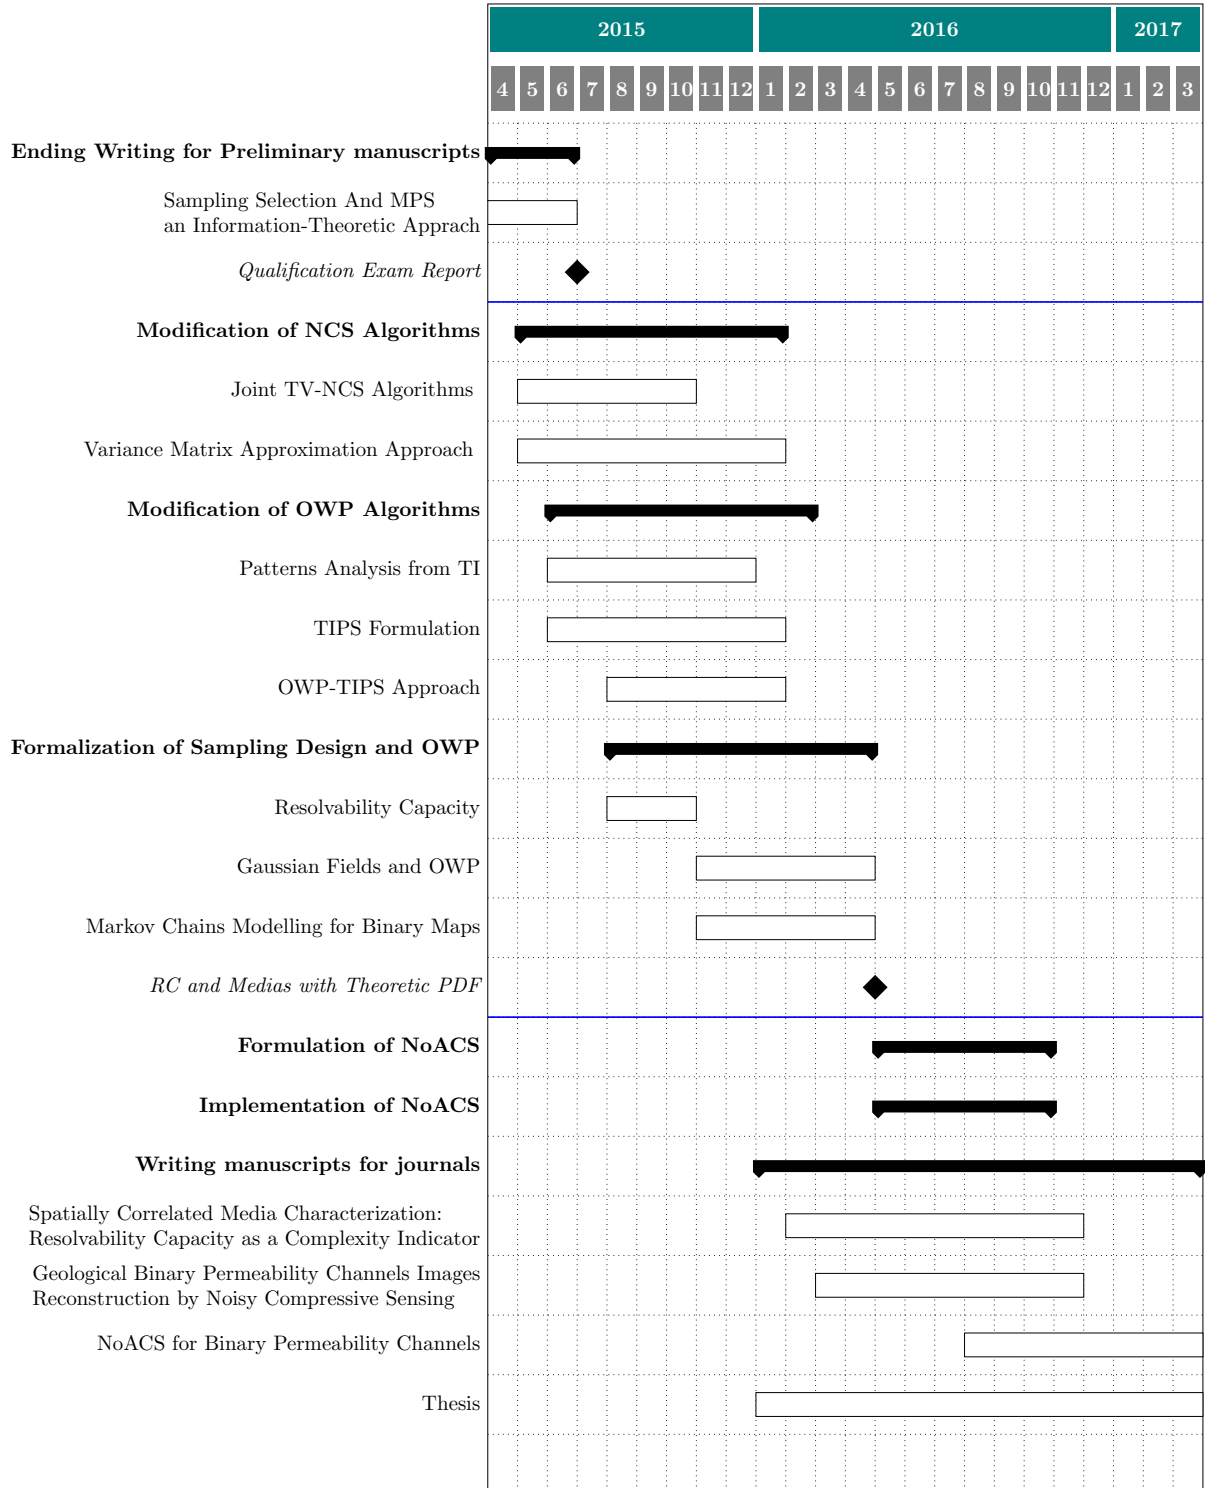 2015 2016 2017
4 5 6 7 8 9 10 11 12 1 2 3 4 5 6 7 8 9 10 11 12 1 2 3
Ending Writing for Preliminary manuscripts
Sampling Selection And MPS
an Information-Theoretic Apprach
Qualification Exam Report
Modification of NCS Algorithms
Joint TV-NCS Algorithms
Variance Matrix Approximation Approach
Modification of OWP Algorithms
Patterns Analysis from TI
TIPS Formulation
OWP-TIPS Approach
Formalization of Sampling Design and OWP
Resolvability Capacity
Gaussian Fields and OWP
Markov Chains Modelling for Binary Maps
RC and Medias with Theoretic PDF
Formulation of NoACS
Implementation of NoACS
Writing manuscripts for journals
Spatially Correlated Media Characterization:
Resolvability Capacity as a Complexity Indicator
Geological Binary Permeability Channels Images
Reconstruction by Noisy Compressive Sensing
NoACS for Binary Permeability Channels
Thesis